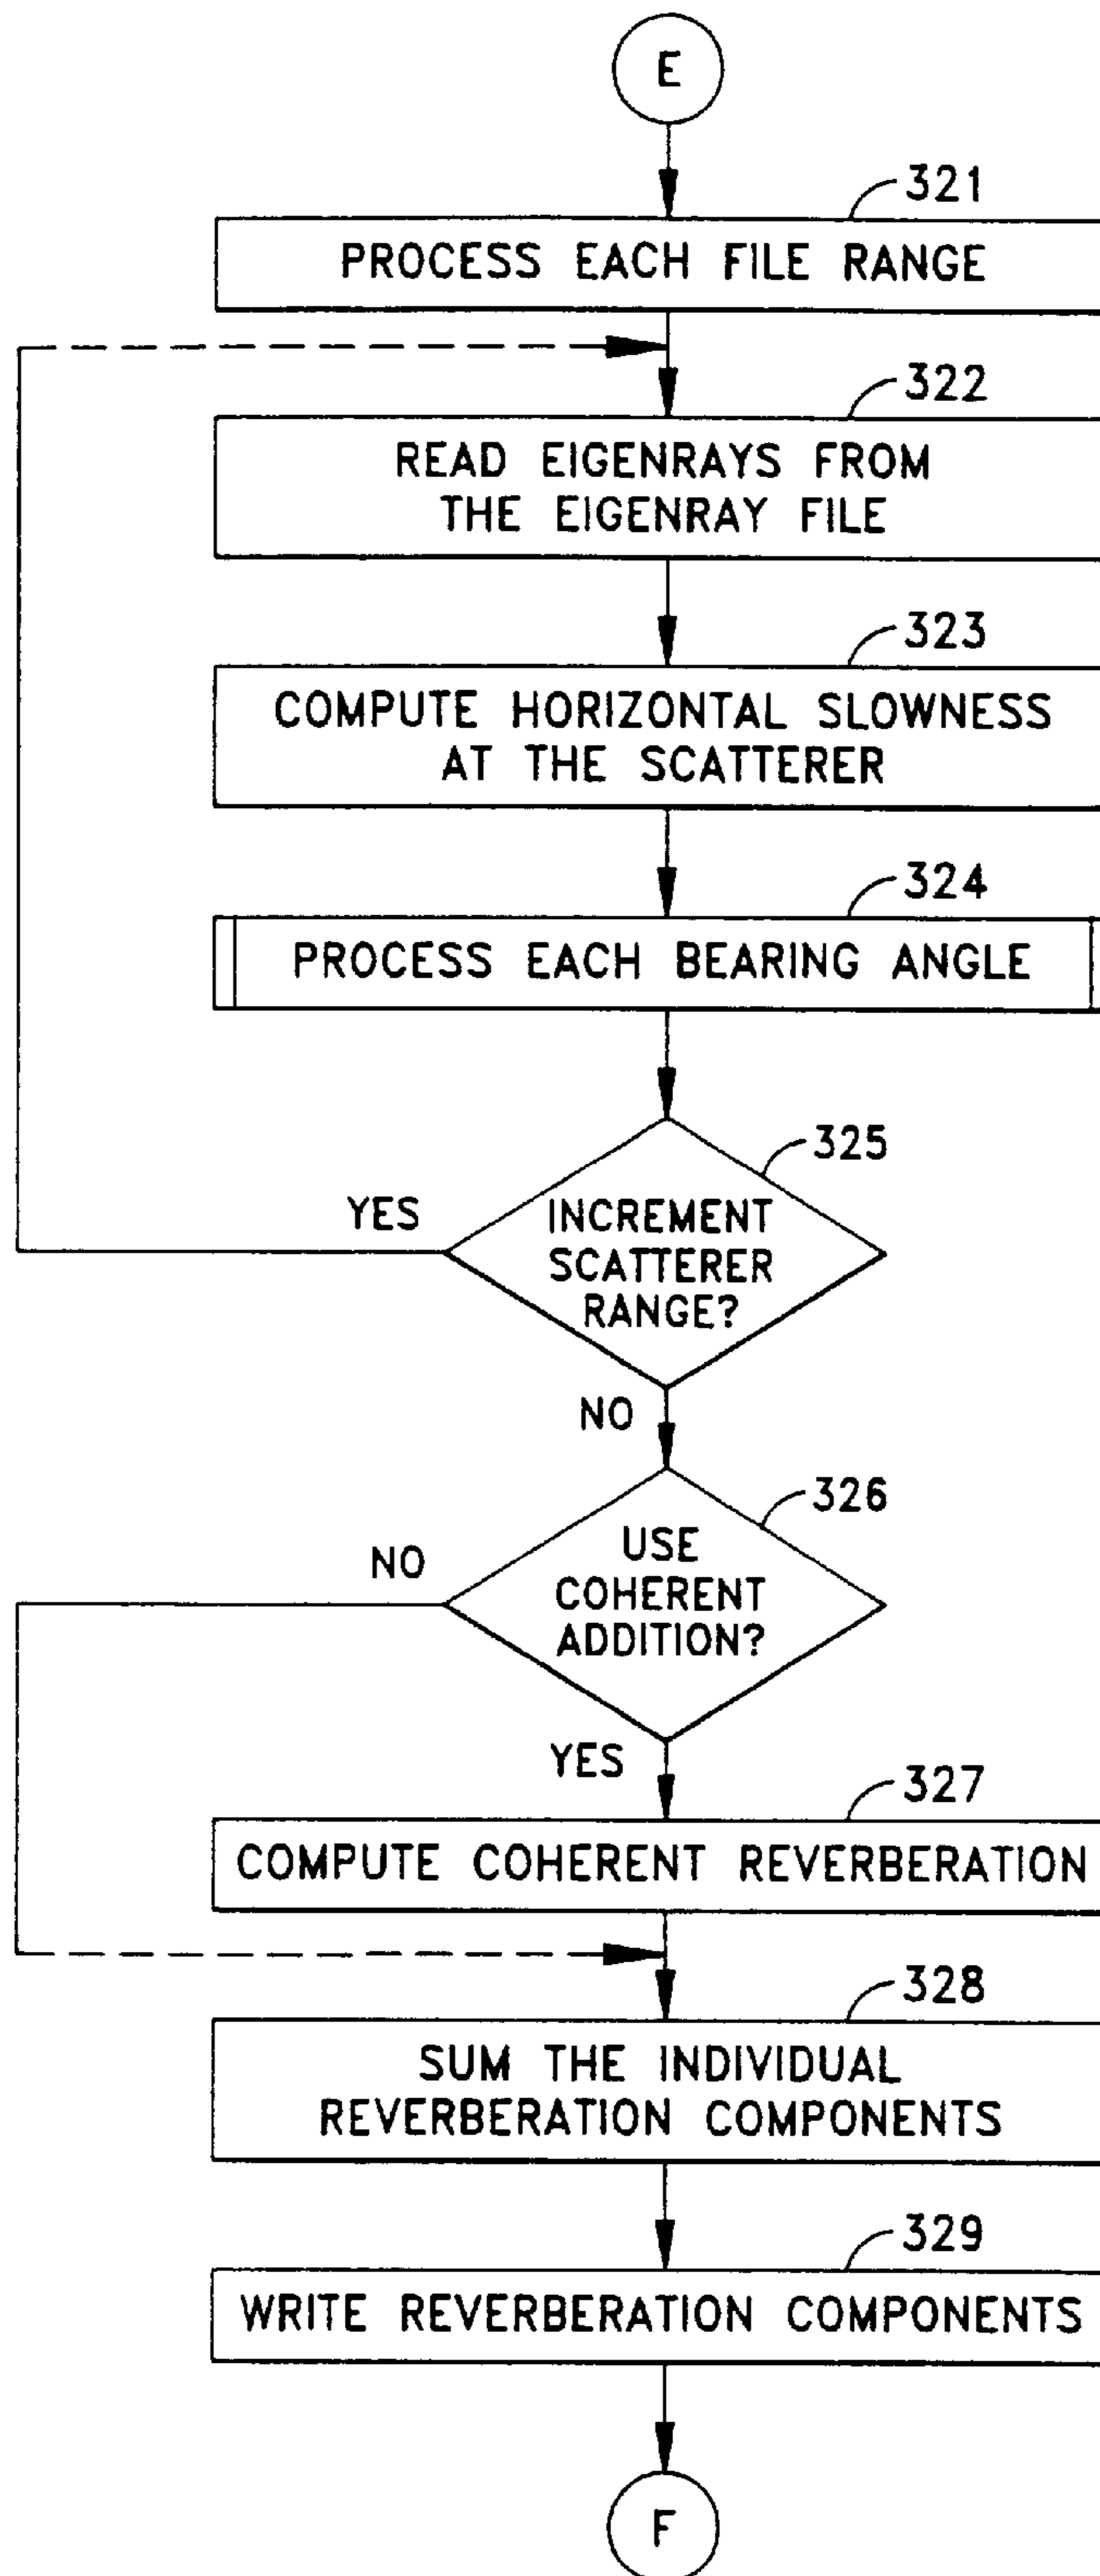 E
321
PROCESS EACH FILE RANGE
322
READ EIGENRAYS FROM
THE EIGENRAY FILE
323
COMPUTE HORIZONTAL SLOWNESS
AT THE SCATTERER
324
PROCESS EACH BEARING ANGLE
325
YES
INCREMENT
SCATTERER
RANGE?
NO
326
NO
USE
COHERENT
ADDITION?
YES
327
COMPUTE COHERENT REVERBERATION
328
SUM THE INDIVIDUAL
REVERBERATION COMPONENTS
329
WRITE REVERBERATION COMPONENTS
F